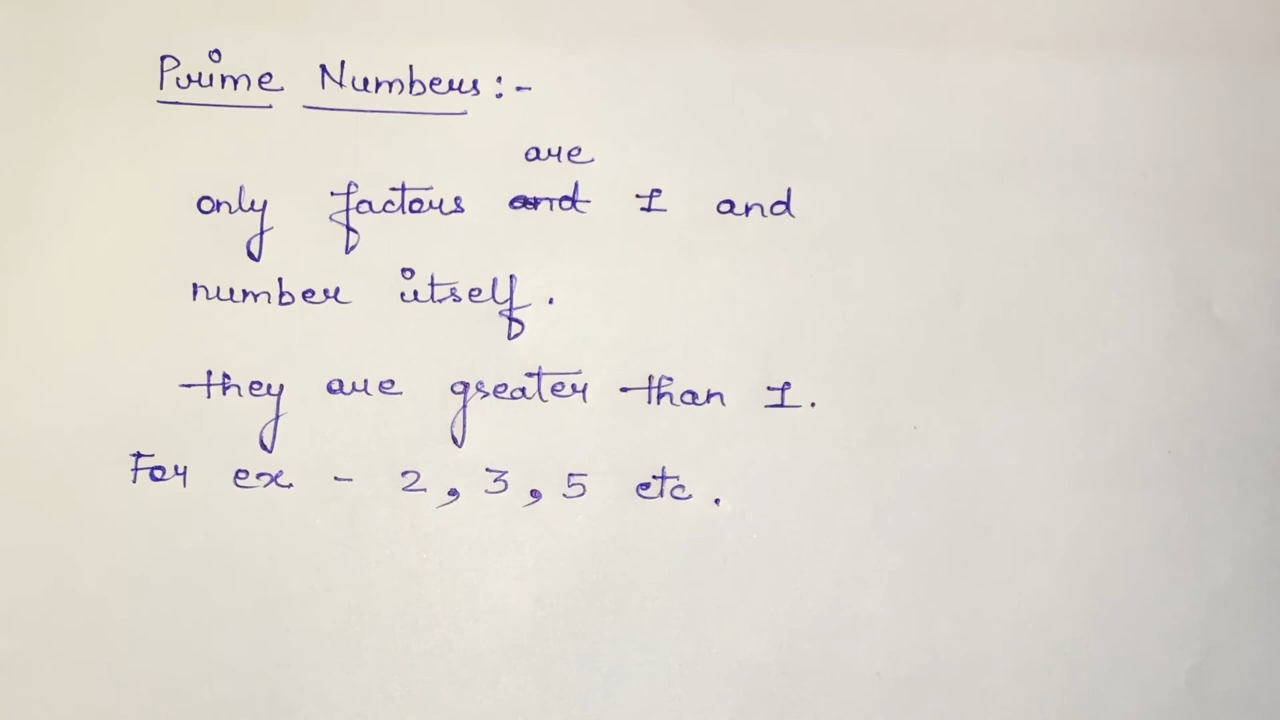 Prime Numbers:-
are
only factors and 1 and
number itself.
they are greater than 1.
For ex - 2, 3, 5 etc.